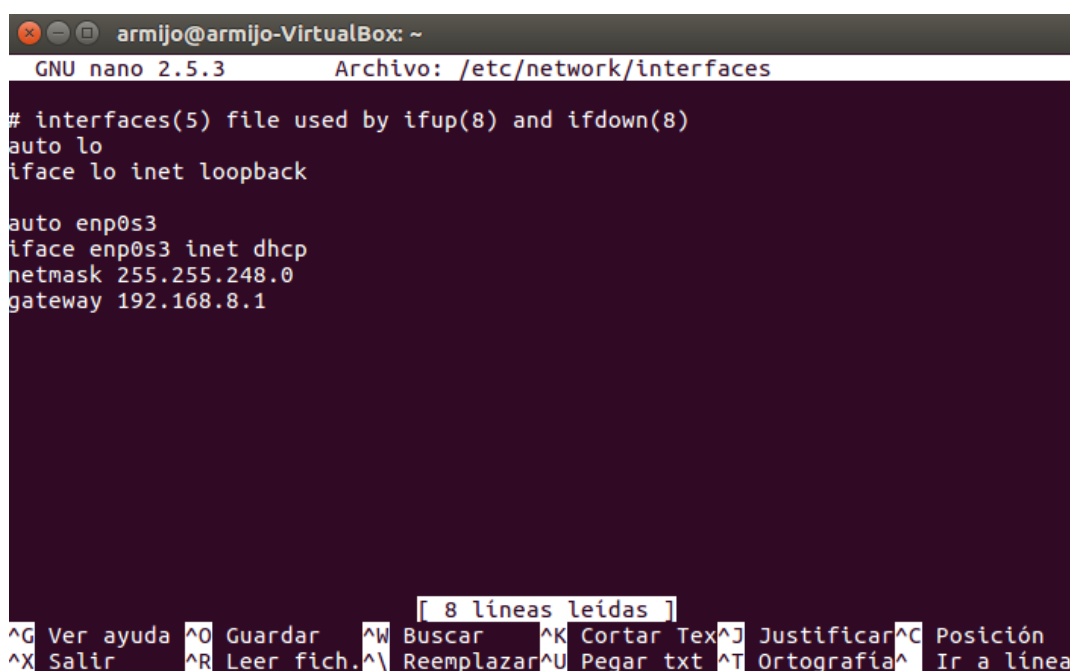 armijo@armijo-VirtualBox: ~
GNU nano 2.5.3 Archivo: /etc/network/interfaces
# interfaces(5) file used by ifup(8) and ifdown(8)
auto lo
iface lo inet loopback
auto enp0s3
iface enp0s3 inet dhcp
netmask 255.255.248.0
gateway 192.168.8.1
[ 8 líneas leídas ]
^G Ver ayuda ^O Guardar ^W Buscar ^K Cortar Tex^J Justificar^C Posición
^X Salir ^R Leer fich.^\ Reemplazar^U Pegar txt ^T Ortografía^ Ir a línea